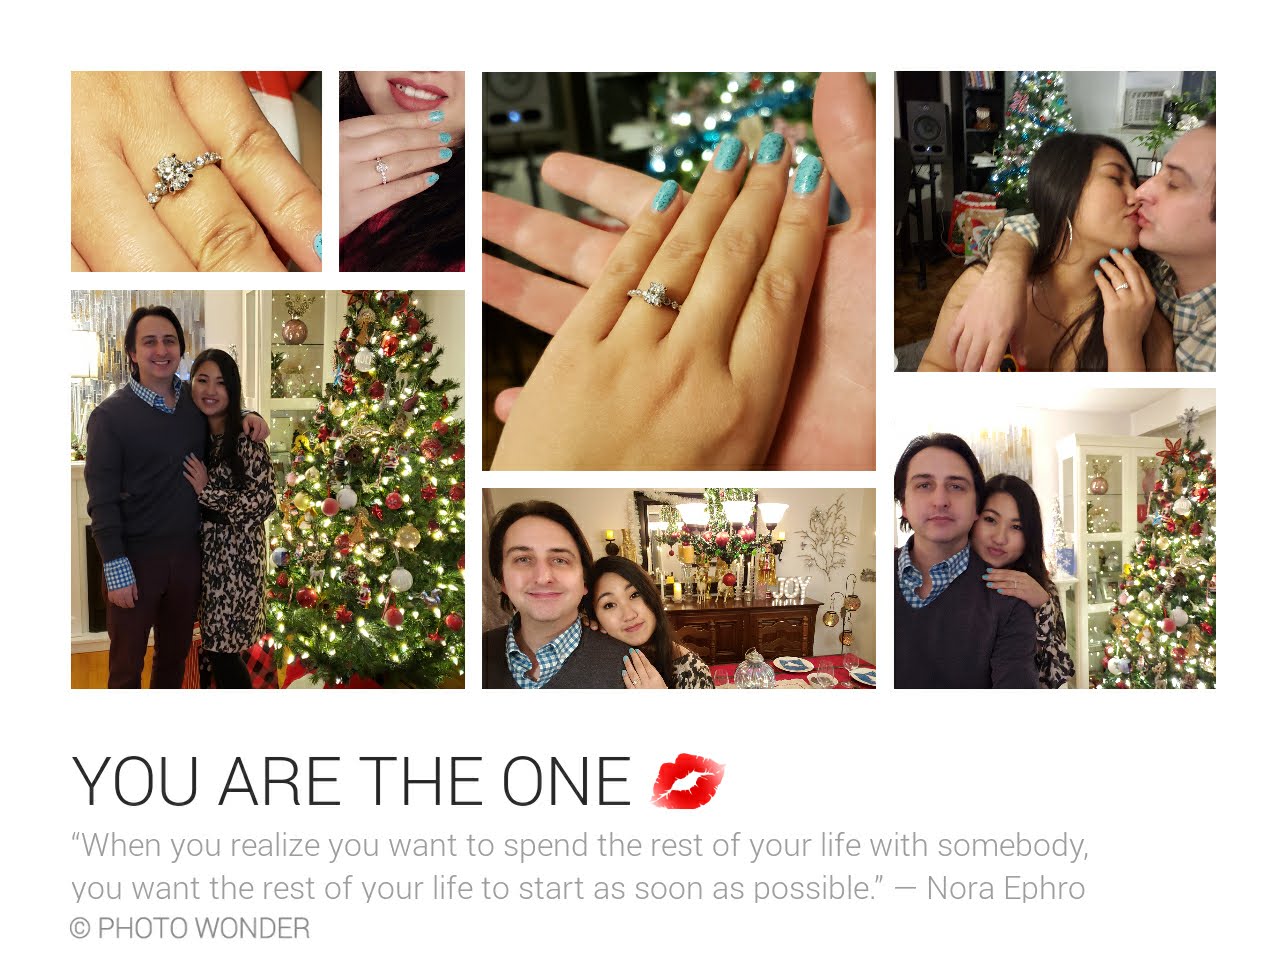 JOY
YOU ARE THE ONE
“When you realize you want to spend the rest of your life with somebody,
you want the rest of your life to start as soon as possible.” — Nora Ephro
© PHOTO WONDER